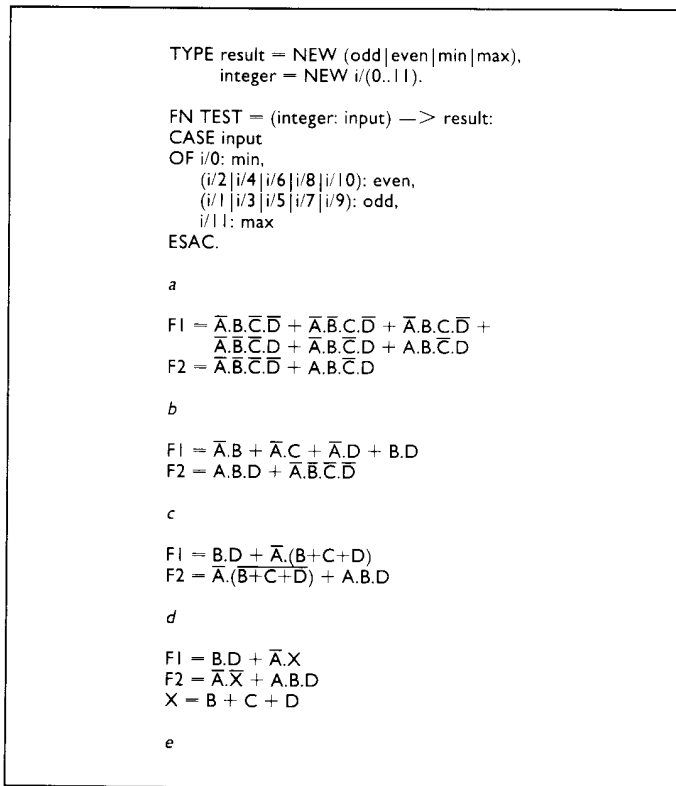 TYPE result = NEW (odd|even|min|max),
integer = NEW i/(0..11).
FN TEST = (integer: input) —> result:
CASE input
OF i/0: min,
(i/2|i/4|i/6|i/8|i/10): even,
(i/1|i/3|i/5|i/7|i/9): odd,
i/11: max
ESAC.
a
F1 = A̅.B.C̅.D̅ + A̅.B̅.C.D̅ + A̅.B.C.D̅ +
A̅.B̅.C̅.D + A̅.B.C̅.D + A.B.C̅.D
F2 = A̅.B̅.C̅.D̅ + A.B.C̅.D
b
F1 = A̅.B + A̅.C + A̅.D + B.D
F2 = A.B.D + A̅.B̅.C̅.D̅
c
F1 = B.D + A̅.(B+C+D)
F2 = A̅.(B̅+̅C̅+̅D̅) + A.B.D
d
F1 = B.D + A̅.X
F2 = A̅.X̅ + A.B.D
X = B + C + D
e